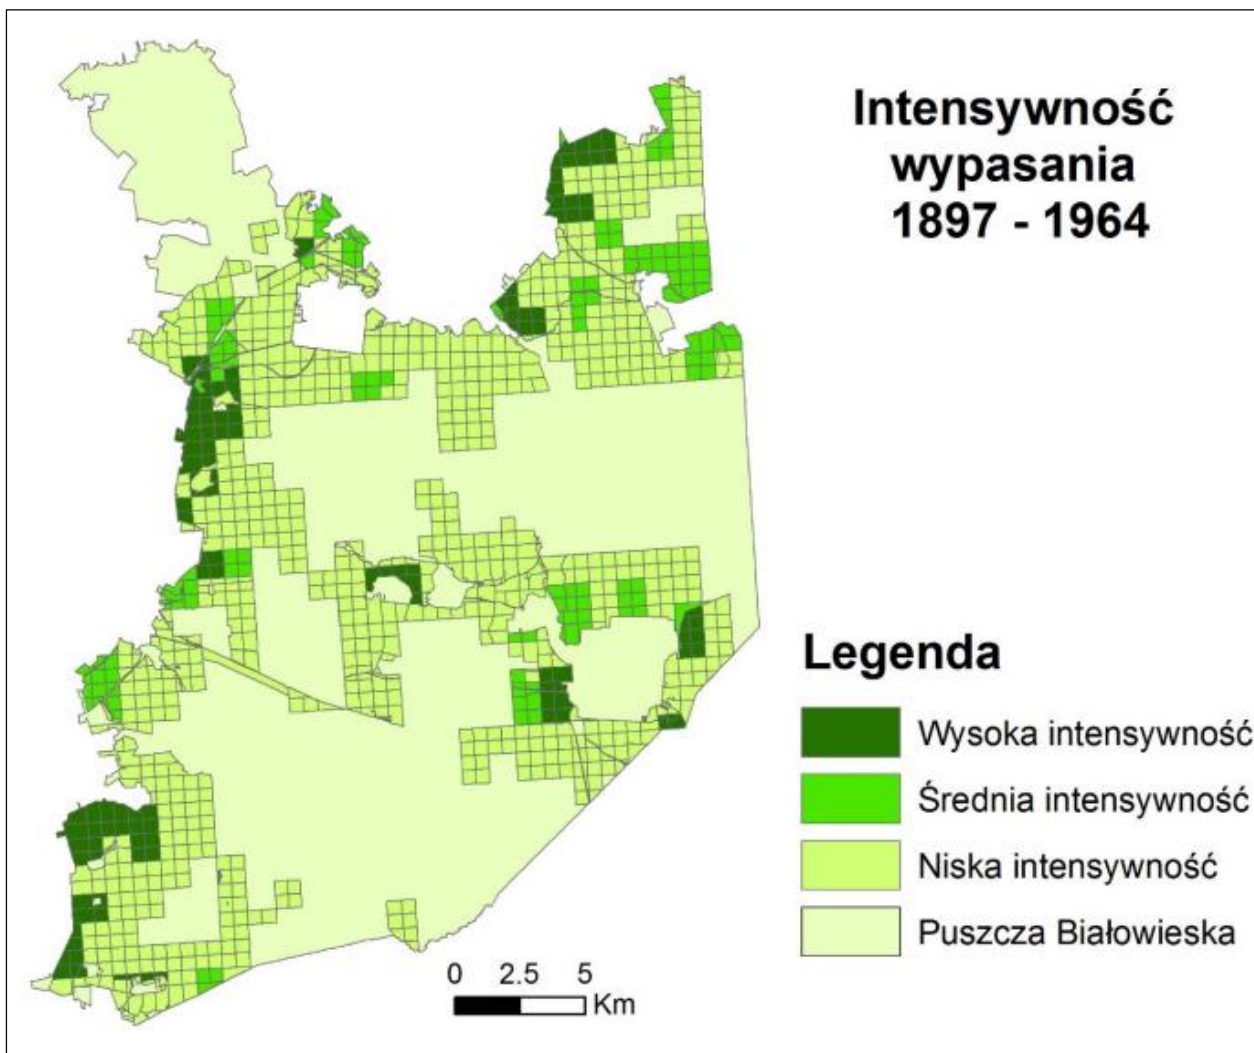 Intensywność
wypasania
1897 - 1964
Legenda
Wysoka intensywność
Średnia intensywność
Niska intensywność
Puszcza Białowieska
0 2.5 5
Km